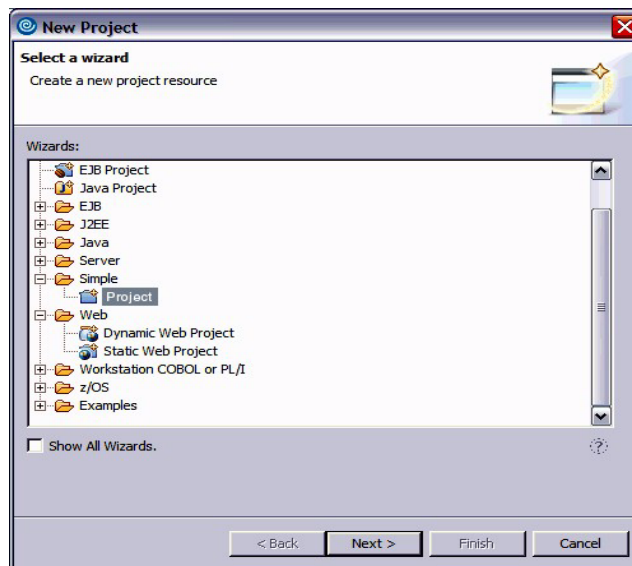 New Project
Select a wizard
Create a new project resource
Wizards:
EJB Project
Java Project
EJB
J2EE
Java
Server
Simple
Project
Web
Dynamic Web Project
Static Web Project
Workstation COBOL or PL/I
z/OS
Examples
Show All Wizards.
?
< Back Next > Finish Cancel